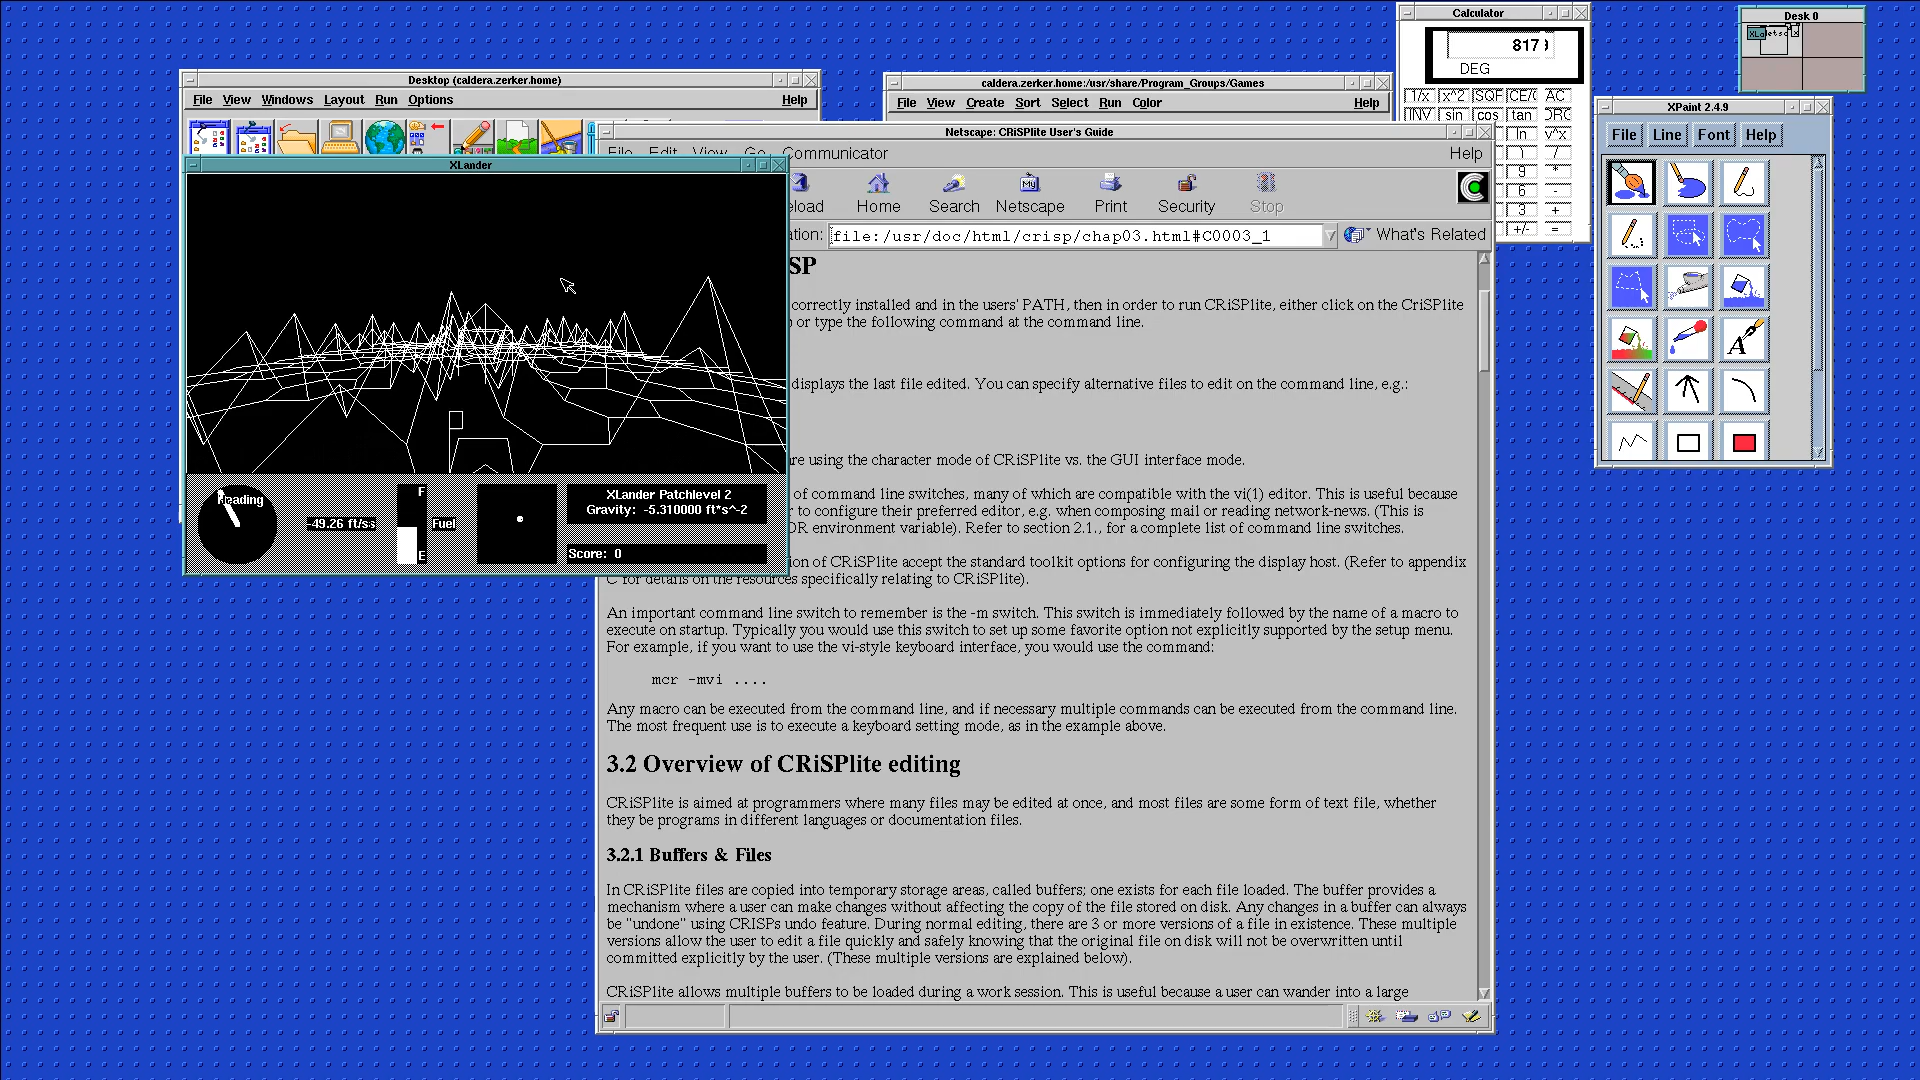 Desktop (caldera.zerker.home)
File View Windows Layout Run Options Help
caldera.zerker.home:/usr/share/Program_Groups/Games
File View Create Sort Select Run Color Help
Calculator
817
DEG
1/x x^2 AC
sin cos tan
ln v^x
) /
9 *
6 -
3 +
+/- =
Desk 0
XPaint 2.4.9
File Line Font Help
Netscape: CRiSPlite User's Guide
File Edit View Go Communicator Help
Home Search Netscape Print Security Stop
file:/usr/doc/html/crisp/chap03.html#C0003_1
What's Related
correctly installed and in the users' PATH, then in order to run CRiSPlite, either click on the CriSPlite
or type the following command at the command line.
displays the last file edited. You can specify alternative files to edit on the command line, e.g.:
using the character mode of CRiSPlite vs. the GUI interface mode.
of command line switches, many of which are compatible with the vi(1) editor. This is useful because
to configure their preferred editor, e.g. when composing mail or reading network-news. (This is
environment variable). Refer to section 2.1., for a complete list of command line switches.
of CRiSPlite accept the standard toolkit options for configuring the display host. (Refer to appendix
C for details on the resources specifically relating to CRiSPlite).
An important command line switch to remember is the -m switch. This switch is immediately followed by the name of a macro to
execute on startup. Typically you would use this switch to set up some favorite option not explicitly supported by the setup menu.
For example, if you want to use the vi-style keyboard interface, you would use the command:
mcr -mvi ....
Any macro can be executed from the command line, and if necessary multiple commands can be executed from the command line.
The most frequent use is to execute a keyboard setting mode, as in the example above.
3.2 Overview of CRiSPlite editing
CRiSPlite is aimed at programmers where many files may be edited at once, and most files are some form of text file, whether
they be programs in different languages or documentation files.
3.2.1 Buffers & Files
In CRiSPlite files are copied into temporary storage areas, called buffers; one exists for each file loaded. The buffer provides a
mechanism where a user can make changes without affecting the copy of the file stored on disk. Any changes in a buffer can always
be "undone" using CRISPs undo feature. During normal editing, there are 3 or more versions of a file in existence. These multiple
versions allow the user to edit a file quickly and safely knowing that the original file on disk will not be overwritten until
committed explicitly by the user. (These multiple versions are explained below).
CRiSPlite allows multiple buffers to be loaded during a work session. This is useful because a user can wander into a large
XLander
Heading
-49.26 ft/ss
F
Fuel
E
XLander Patchlevel 2
Gravity: -5.310000 ft*s^-2
Score: 0